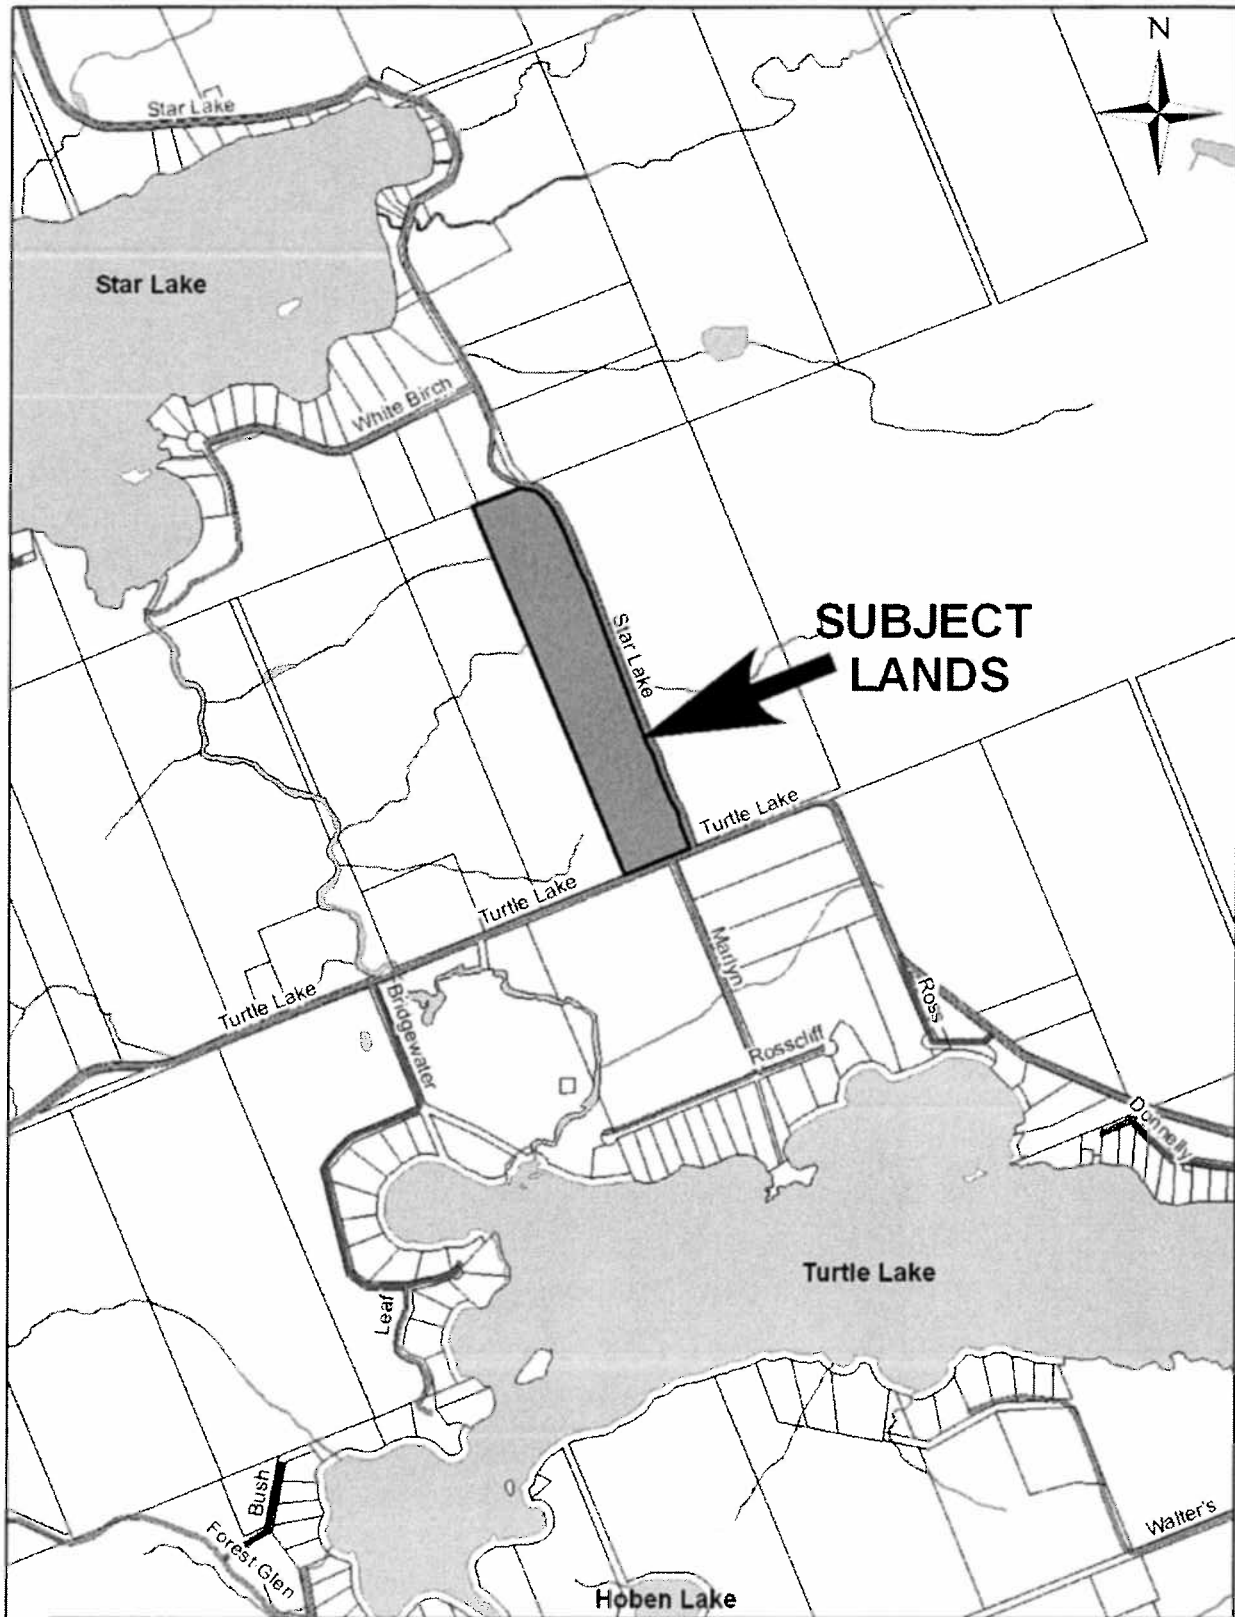 N
Star Lake
Star Lake
White Birch
SUBJECT
LANDS
Star Lake
Turtle Lake
Turtle Lake
Marlyn
Turtle Lake
Bridgewater
Ross
Rosscliff
Donnelly
Turtle Lake
Leaf
Bush
Forest Glen
Walter's
Hoben Lake